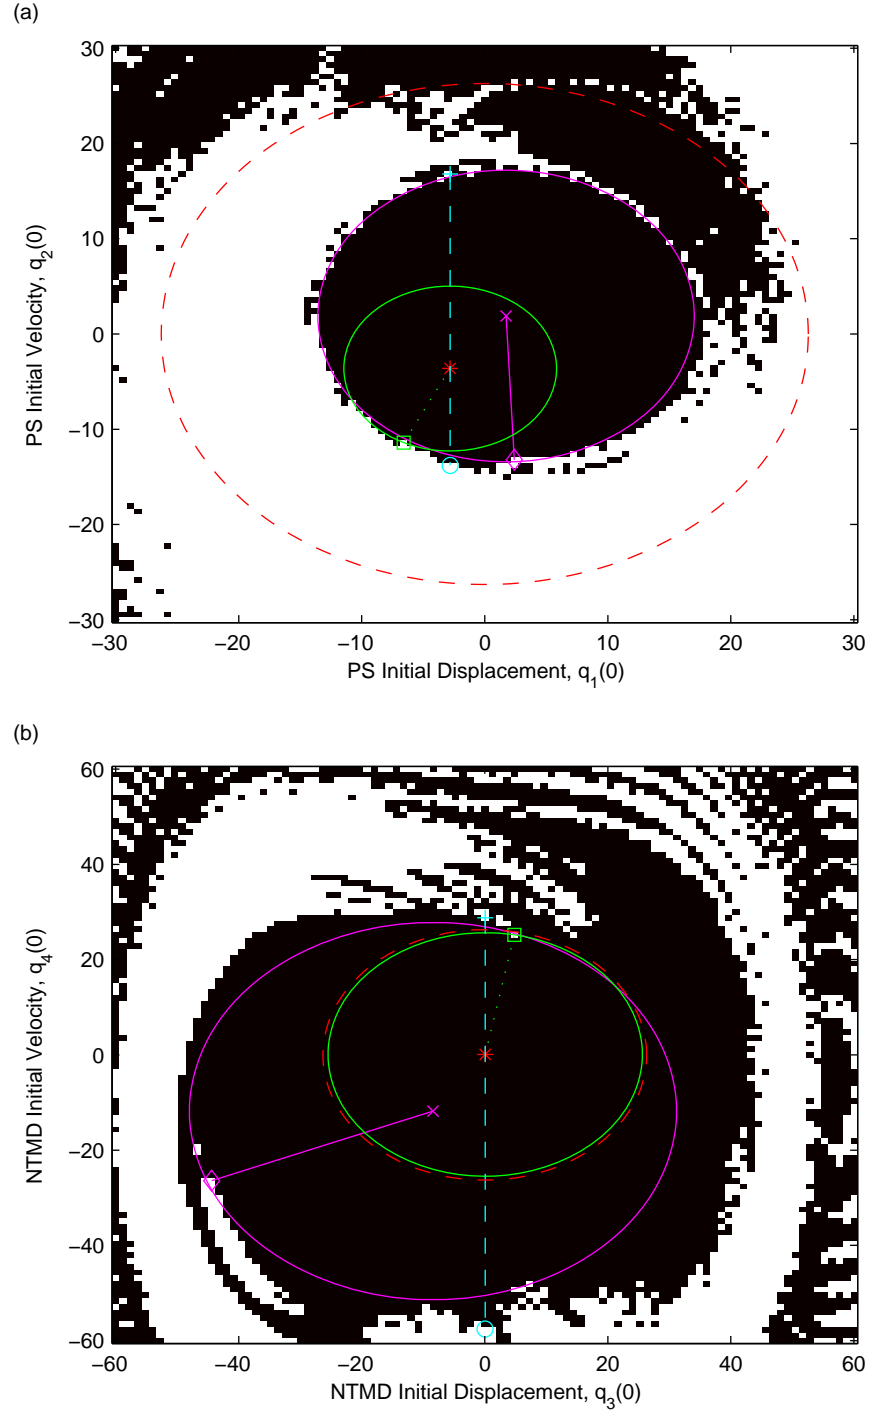 (a)
30
20
10
0
−10
−20
−30
PS Initial Velocity, q2(0)
−30 −20 −10 0 10 20 30
PS Initial Displacement, q1(0)
(b)
60
40
20
0
−20
−40
−60
NTMD Initial Velocity, q4(0)
−60 −40 −20 0 20 40 60
NTMD Initial Displacement, q3(0)